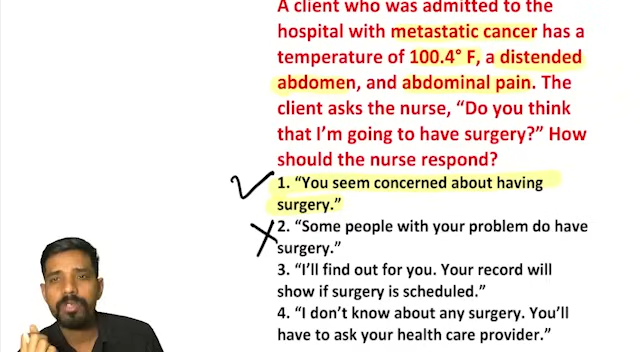 A client who was admitted to the
hospital with metastatic cancer has a
temperature of 100.4° F, a distended
abdomen, and abdominal pain. The
client asks the nurse, “Do you think
that I’m going to have surgery?” How
should the nurse respond?
1. “You seem concerned about having
surgery.”
2. “Some people with your problem do have
surgery.”
3. “I’ll find out for you. Your record will
show if surgery is scheduled.”
4. “I don’t know about any surgery. You’ll
have to ask your health care provider.”